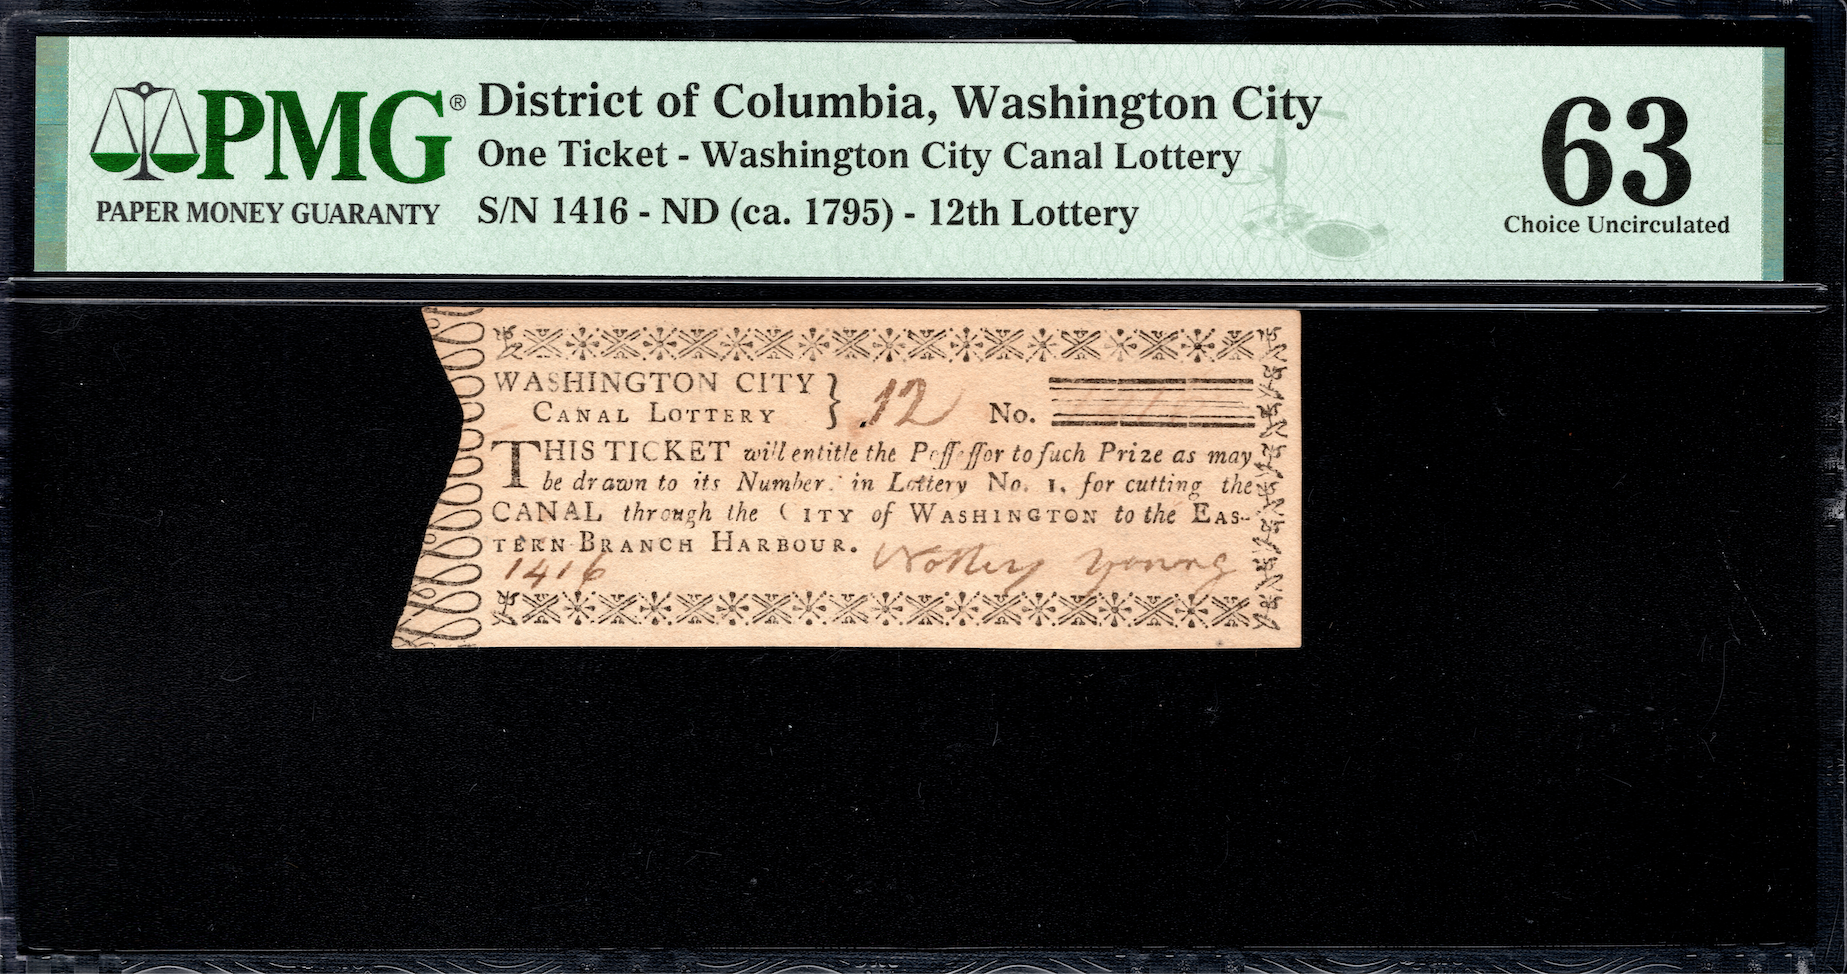 PMG® District of Columbia, Washington City
One Ticket - Washington City Canal Lottery
PAPER MONEY GUARANTY S/N 1416 - ND (ca. 1795) - 12th Lottery
63
Choice Uncirculated
WASHINGTON CITY } 12 No.
CANAL LOTTERY
THIS TICKET will entitle the Poſſeſſor to ſuch Prize as may
be drawn to its Number. in Lottery No. 1. for cutting the
CANAL through the CITY of WASHINGTON to the EAS-
TERN BRANCH HARBOUR.
1416 Notley Young